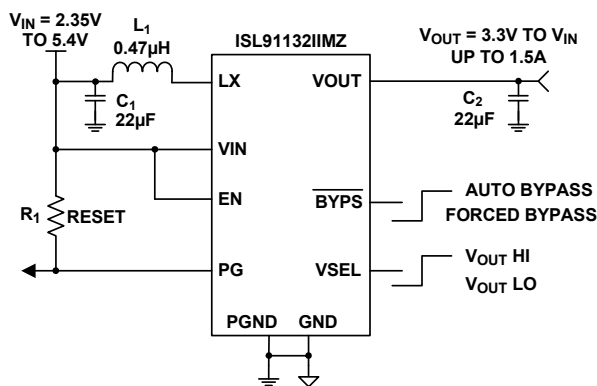 V_IN = 2.35V
TO 5.4V
L1
0.47µH
ISL91132IIMZ
V_OUT = 3.3V TO V_IN
UP TO 1.5A
LX
VOUT
C1
22µF
C2
22µF
VIN
EN
BYPS
AUTO BYPASS
FORCED BYPASS
R1
RESET
PG
VSEL
V_OUT HI
V_OUT LO
PGND
GND